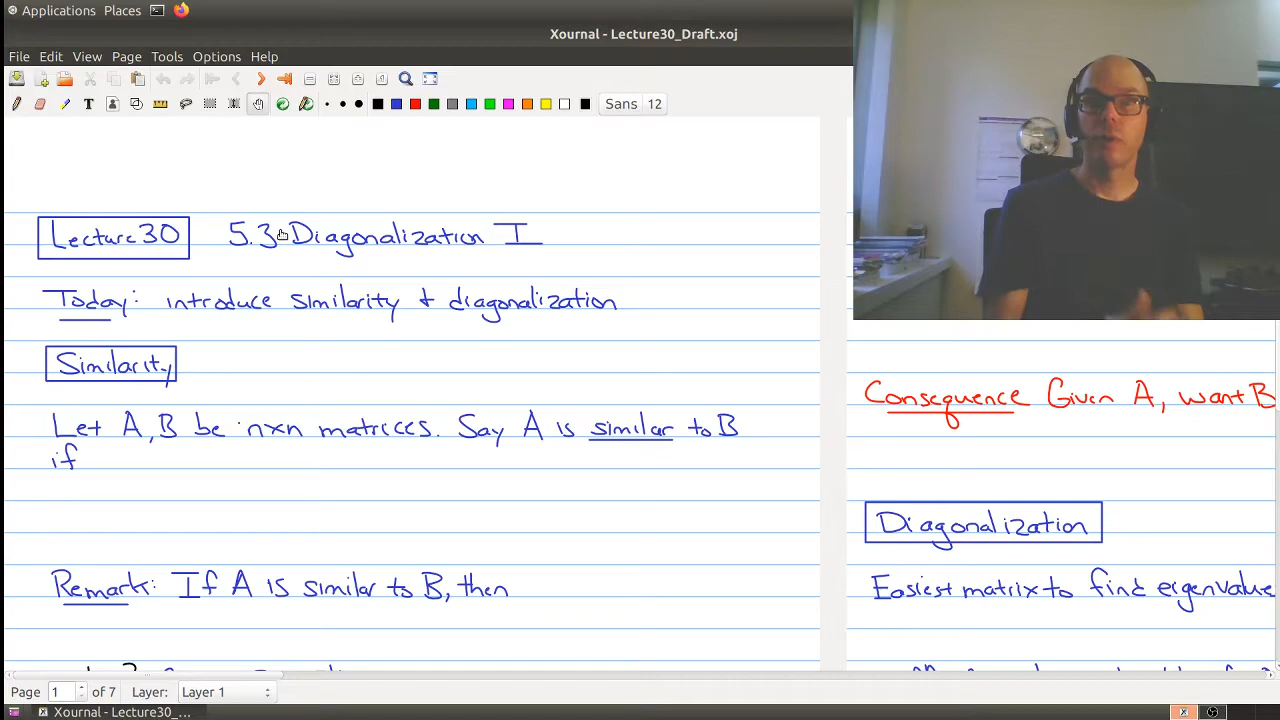 Applications Places
Xournal - Lecture30_Draft.xoj
File Edit View Page Tools Options Help
Sans 12
Lecture 30 5.3 Diagonalization I
Today: introduce similarity + diagonalization
Similarity
Let A, B be n×n matrices. Say A is similar to B
if
Remark: If A is similar to B, then
Consequence Given A, want B
Diagonalization
Easiest matrix to find eigenvalue
Page 1 of 7 Layer: Layer 1
Xournal - Lecture30_...